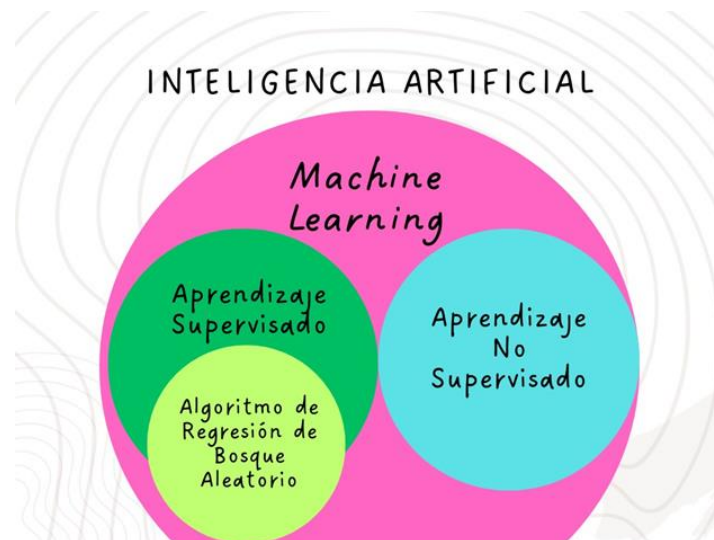 INTELIGENCIA ARTIFICIAL
Machine
Learning
Aprendizaje
Supervisado
Algoritmo de
Regresión de
Bosque
Aleatorio
Aprendizaje
No
Supervisado